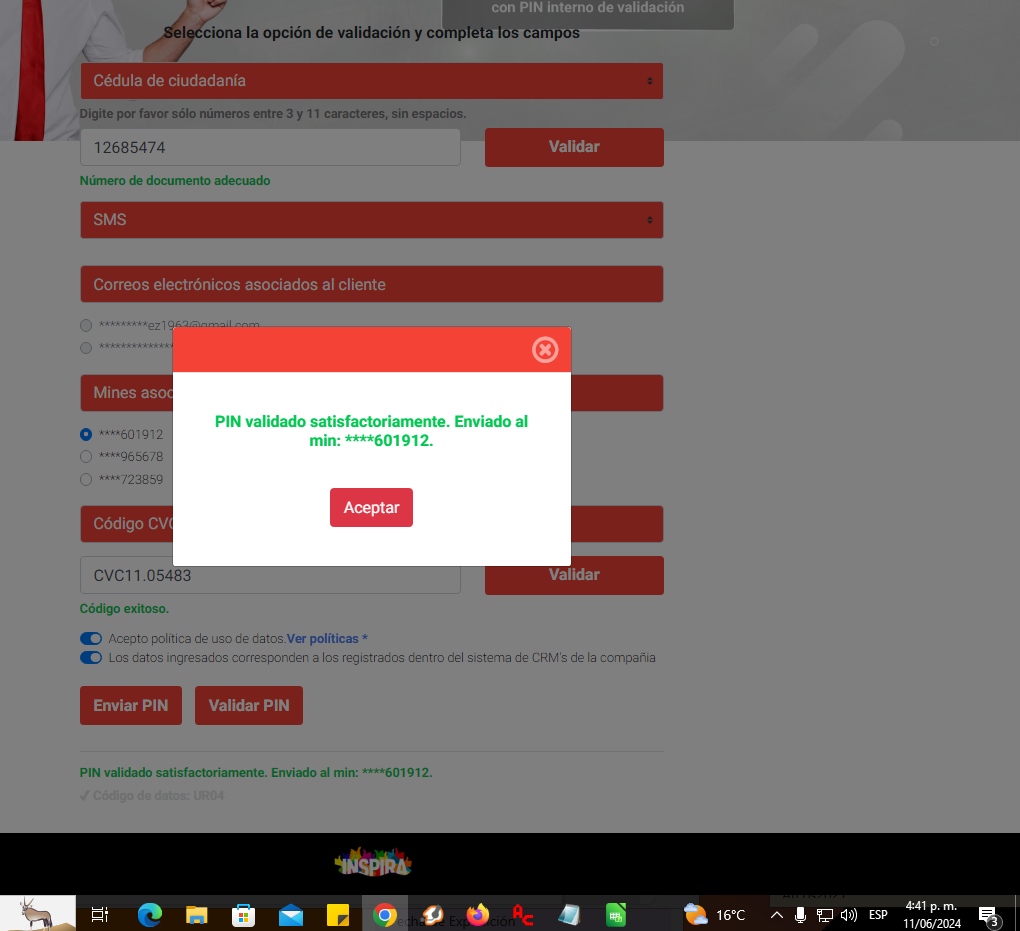 con PIN interno de validación
Selecciona la opción de validación y completa los campos
Cédula de ciudadanía
Digite por favor sólo números entre 3 y 11 caracteres, sin espacios.
12685474
Validar
Número de documento adecuado
SMS
Correos electrónicos asociados al cliente
*********ez1963@gmail.com
Mines asoc
****601912
****965678
****723859
PIN validado satisfactoriamente. Enviado al
min: ****601912.
Aceptar
Código CVC
CVC11.05483
Validar
Código exitoso.
Acepto política de uso de datos.Ver políticas *
Los datos ingresados corresponden a los registrados dentro del sistema de CRM's de la compañia
Enviar PIN
Validar PIN
PIN validado satisfactoriamente. Enviado al min: ****601912.
✓ Código de datos: UR04
INSPIRA
16°C
ESP
4:41 p. m.
11/06/2024
3